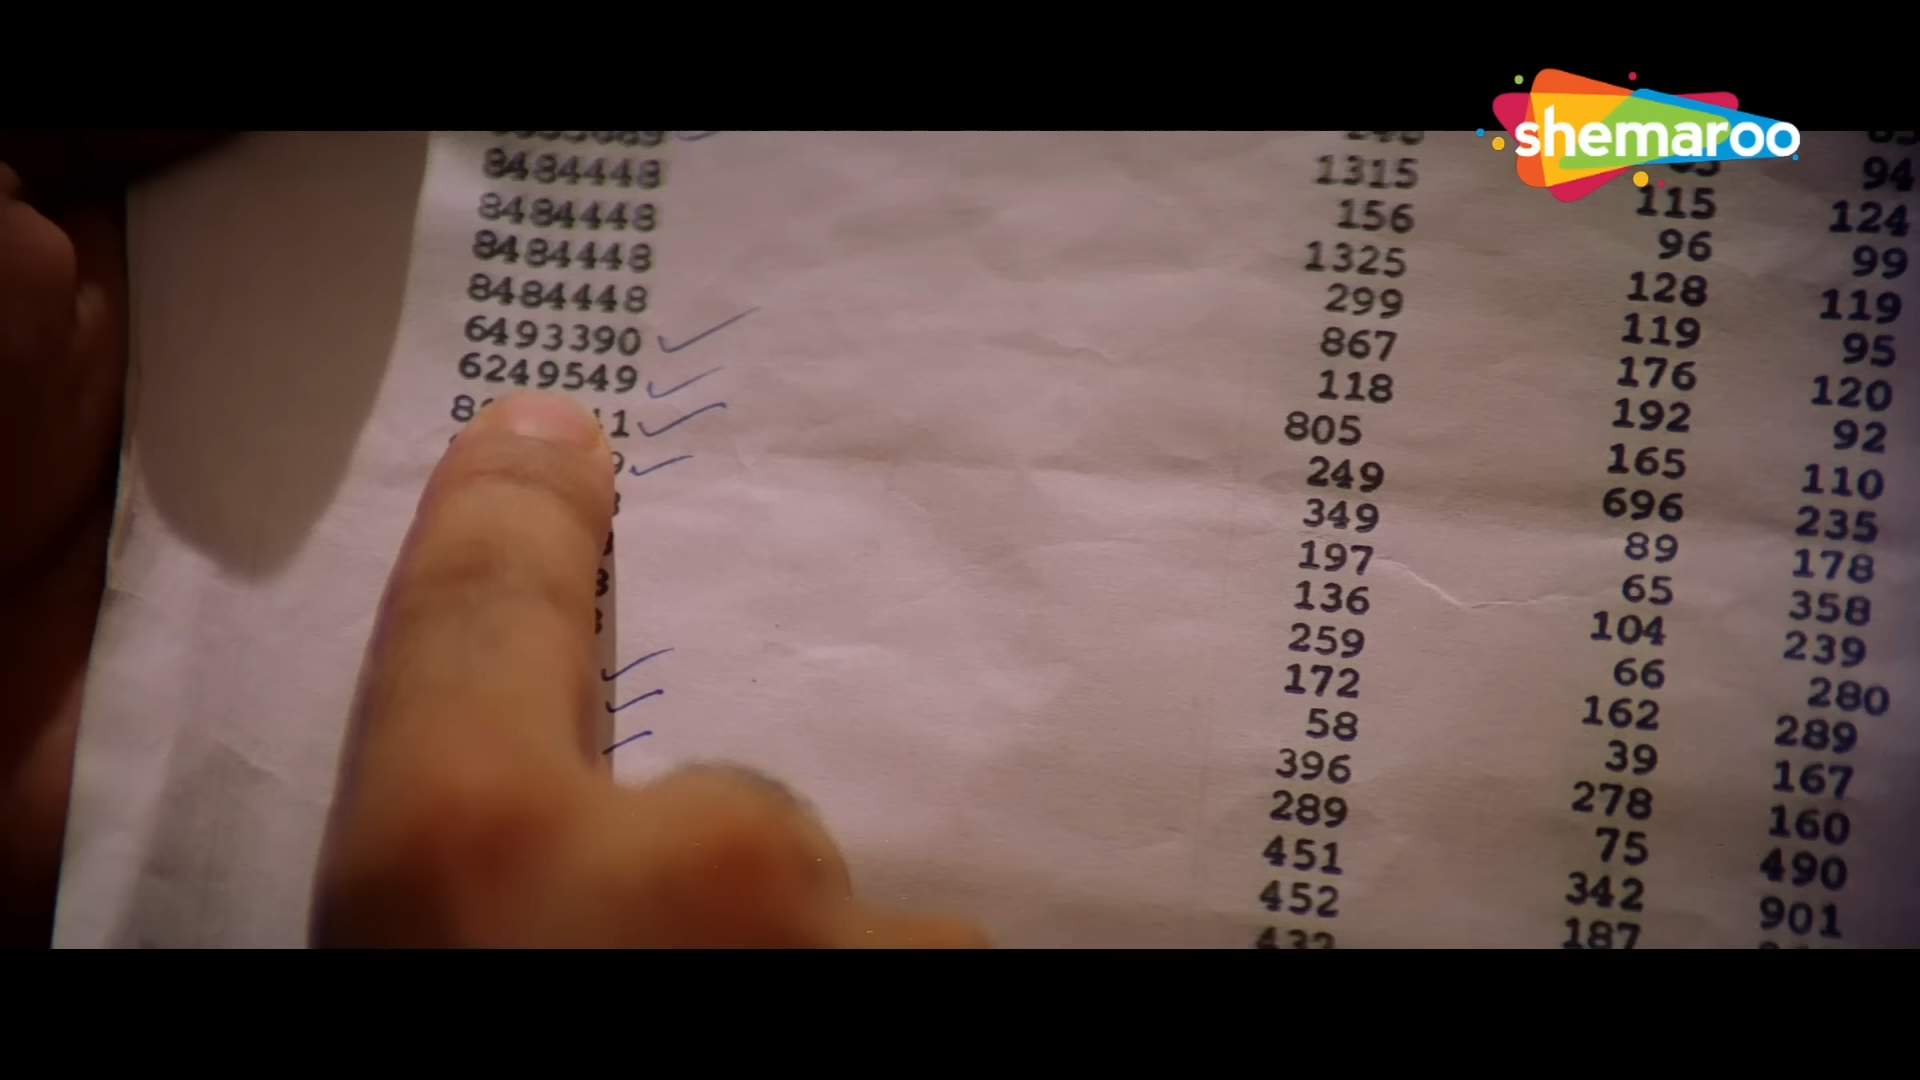 shemaroo
8484448 1315 94
8484448 156 115 124
8484448 1325 96 99
8484448 299 128 119
6493390 867 119 95
6249549 118 176 120
805 192 92
249 165 110
349 696 235
197 89 178
136 65 358
259 104 239
172 66 280
58 162 289
396 39 167
289 278 160
451 75 490
452 342 901
187